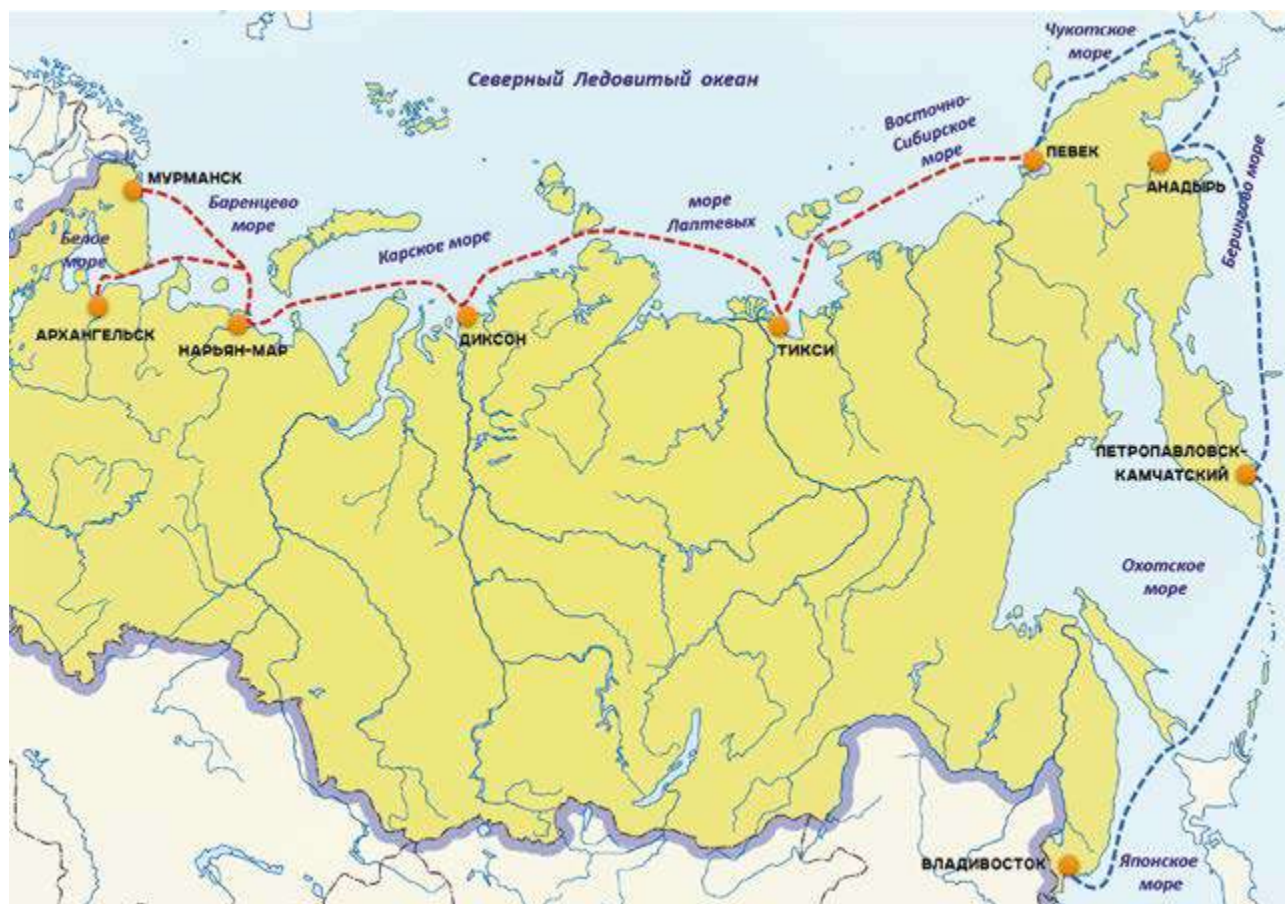 Чукотское
море
Северный Ледовитый океан
Восточно-
Сибирское
море
ПЕВЕК
МУРМАНСК
АНАДЫРЬ
Баренцево
море
море
Лаптевых
Берингово море
Белое
море
Карское море
АРХАНГЕЛЬСК
НАРЬЯН-МАР
ДИКСОН
ТИКСИ
ПЕТРОПАВЛОВСК-
КАМЧАТСКИЙ
Охотское
море
ВЛАДИВОСТОК
Японское
море